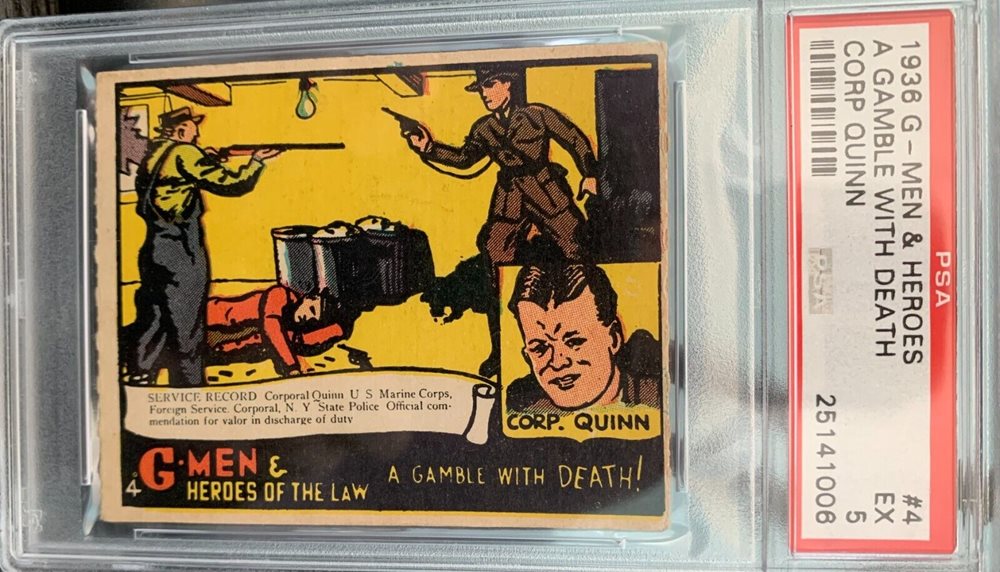 SERVICE RECORD Corporal Quinn U S Marine Corps,
Foreign Service. Corporal, N. Y State Police Official com-
mendation for valor in discharge of duty
CORP. QUINN
4 G-MEN &
HEROES OF THE LAW
A GAMBLE WITH DEATH!
PSA
1936 G - MEN & HEROES #4
A GAMBLE WITH DEATH EX
CORP QUINN 5
PSA
25141006